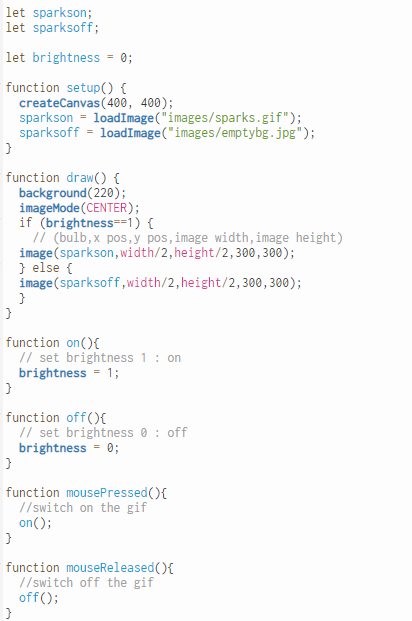 let sparkson;
let sparksoff;

let brightness = 0;

function setup() {
  createCanvas(400, 400);
  sparkson = loadImage("images/sparks.gif");
  sparksoff = loadImage("images/emptybg.jpg");
}

function draw() {
  background(220);
  imageMode(CENTER);
  if (brightness==1) {
    // (bulb,x pos,y pos,image width,image height)
  image(sparkson,width/2,height/2,300,300);
  } else {
  image(sparksoff,width/2,height/2,300,300);
  }
}

function on(){
  // set brightness 1 : on
  brightness = 1;
}

function off(){
  // set brightness 0 : off
  brightness = 0;
}

function mousePressed(){
  //switch on the gif
  on();
}

function mouseReleased(){
  //switch off the gif
  off();
}